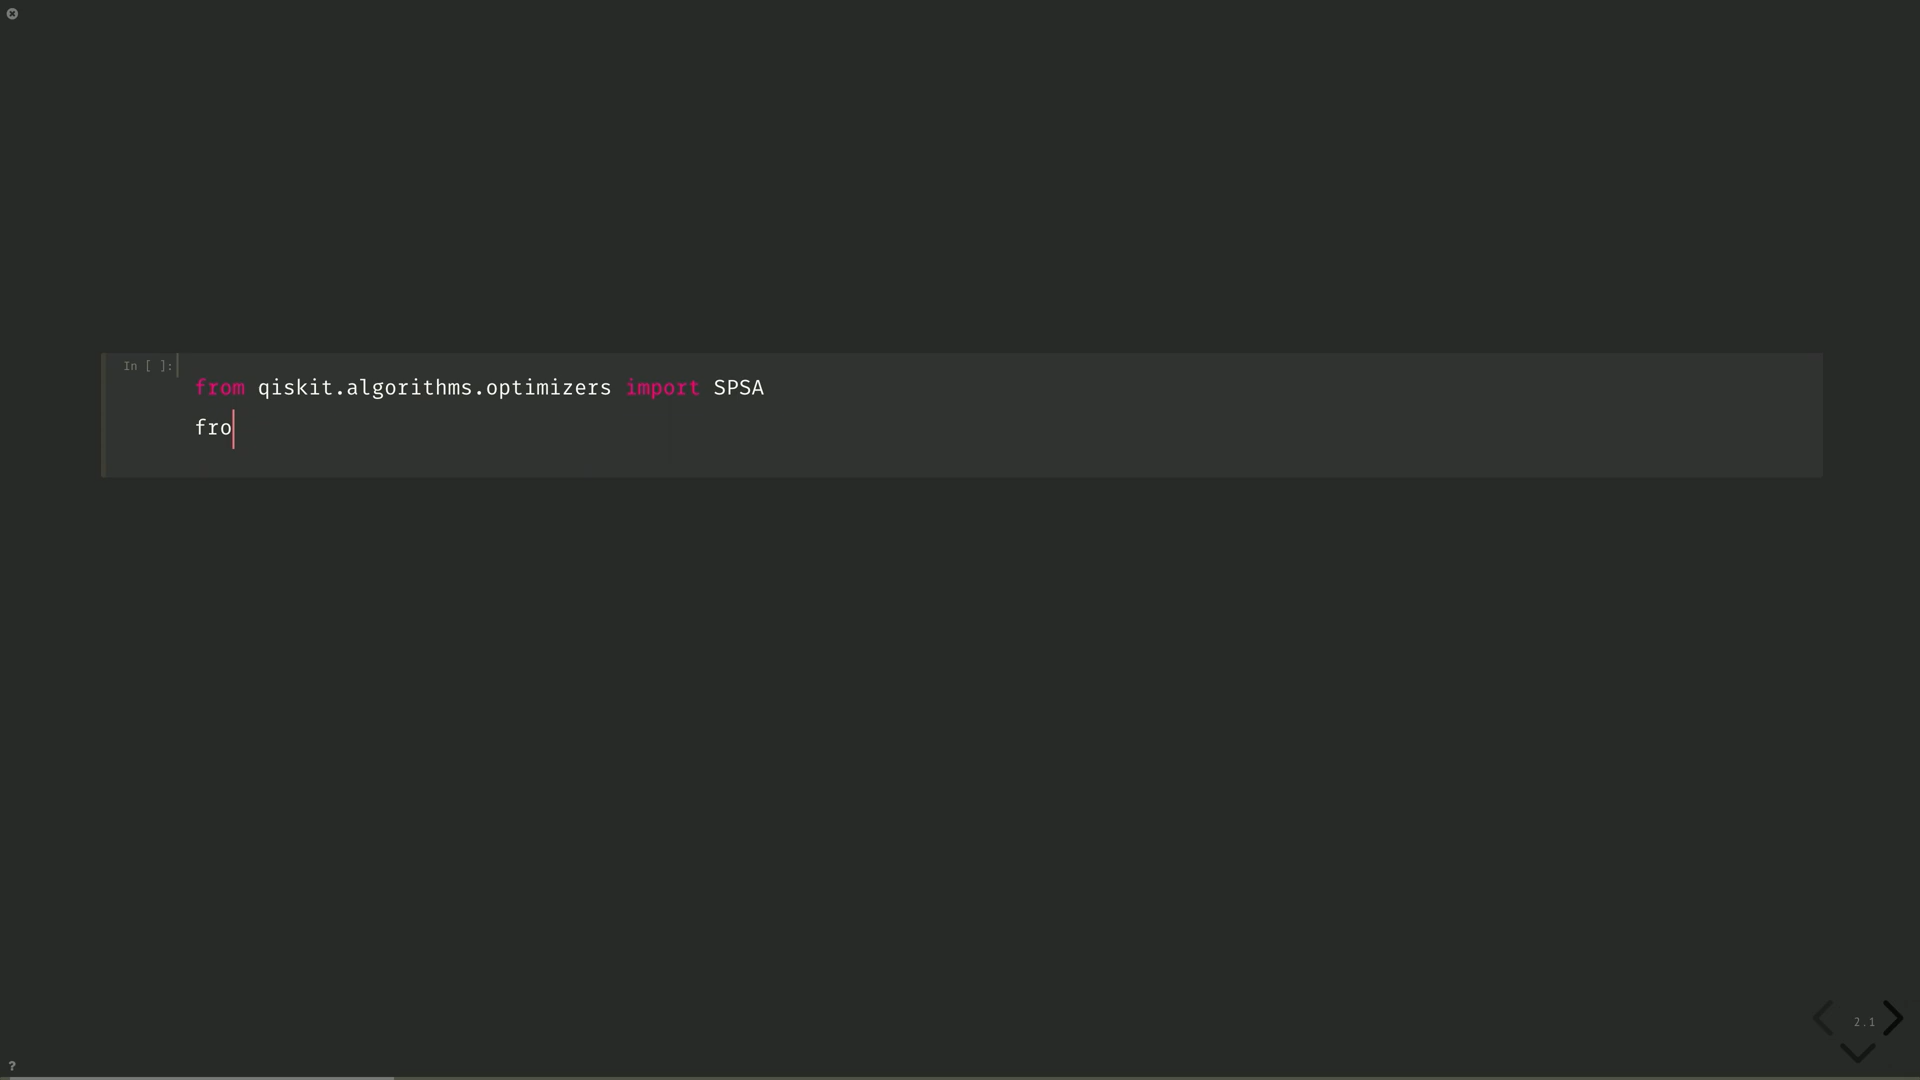 In [ ]:
from qiskit.algorithms.optimizers import SPSA
fro
2.1
?